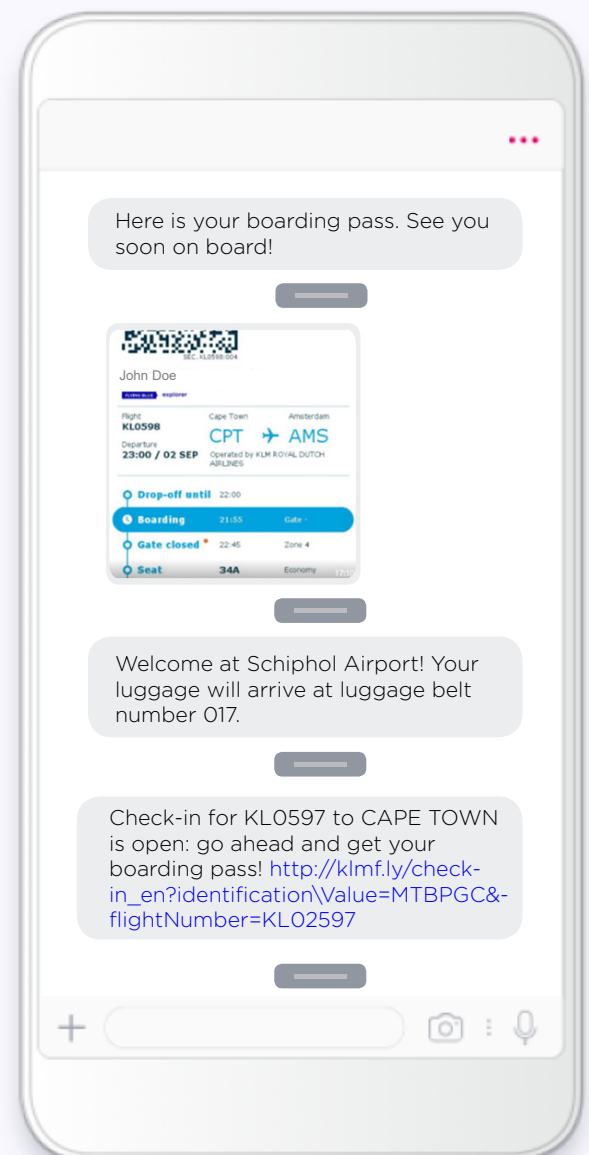 Here is your boarding pass. See you
soon on board!
SEC. KL0598:004
John Doe
FLYING BLUE explorer
Flight
KL0598
Cape Town Amsterdam
CPT AMS
Departure
23:00 / 02 SEP
Operated by KLM ROYAL DUTCH
AIRLINES
Drop-off until 22:00
Boarding 21:55 Gate -
Gate closed 22:45 Zone 4
Seat 34A Economy
Welcome at Schiphol Airport! Your
luggage will arrive at luggage belt
number 017.
Check-in for KL0597 to CAPE TOWN
is open: go ahead and get your
boarding pass! http://klmf.ly/check-
in_en?identification\Value=MTBPGC&-
flightNumber=KL02597